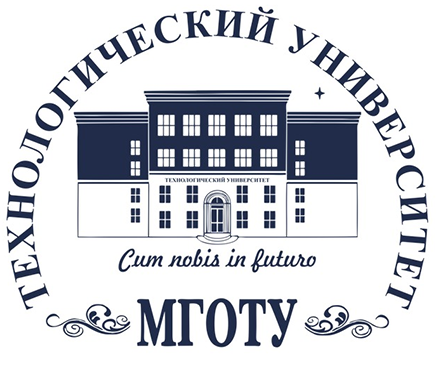 ТЕХНОЛОГИЧЕСКИЙ УНИВЕРСИТЕТ
ТЕХНОЛОГИЧЕСКИЙ УНИВЕРСИТЕТ
Cum nobis in futuro
МГОТУ